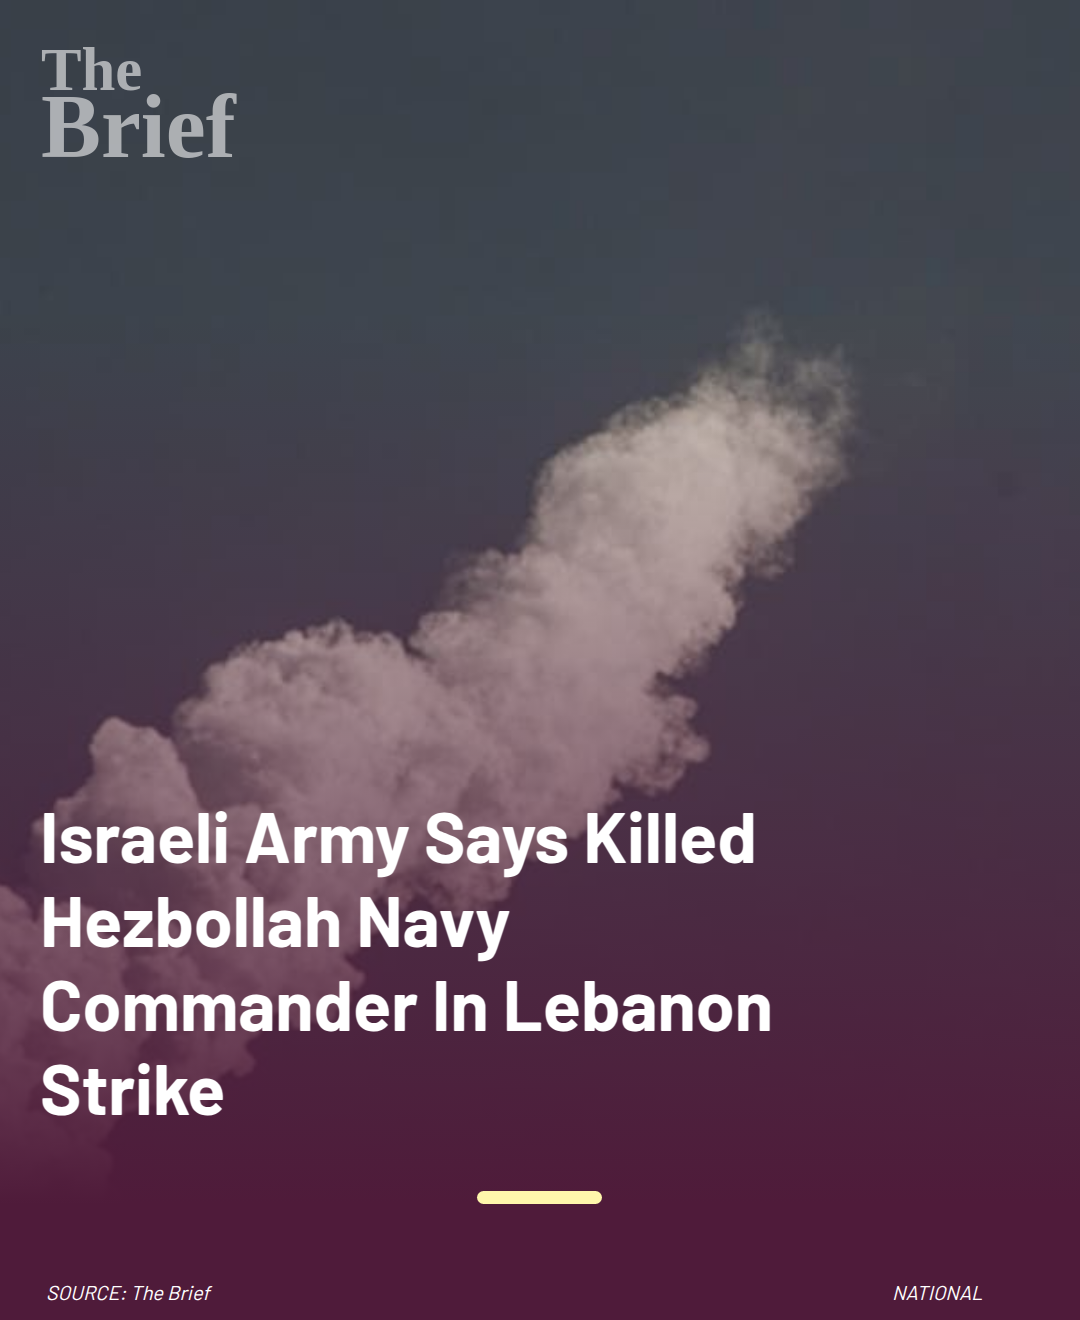 The
Brief
Israeli Army Says Killed
Hezbollah Navy
Commander In Lebanon
Strike
SOURCE: The Brief
NATIONAL